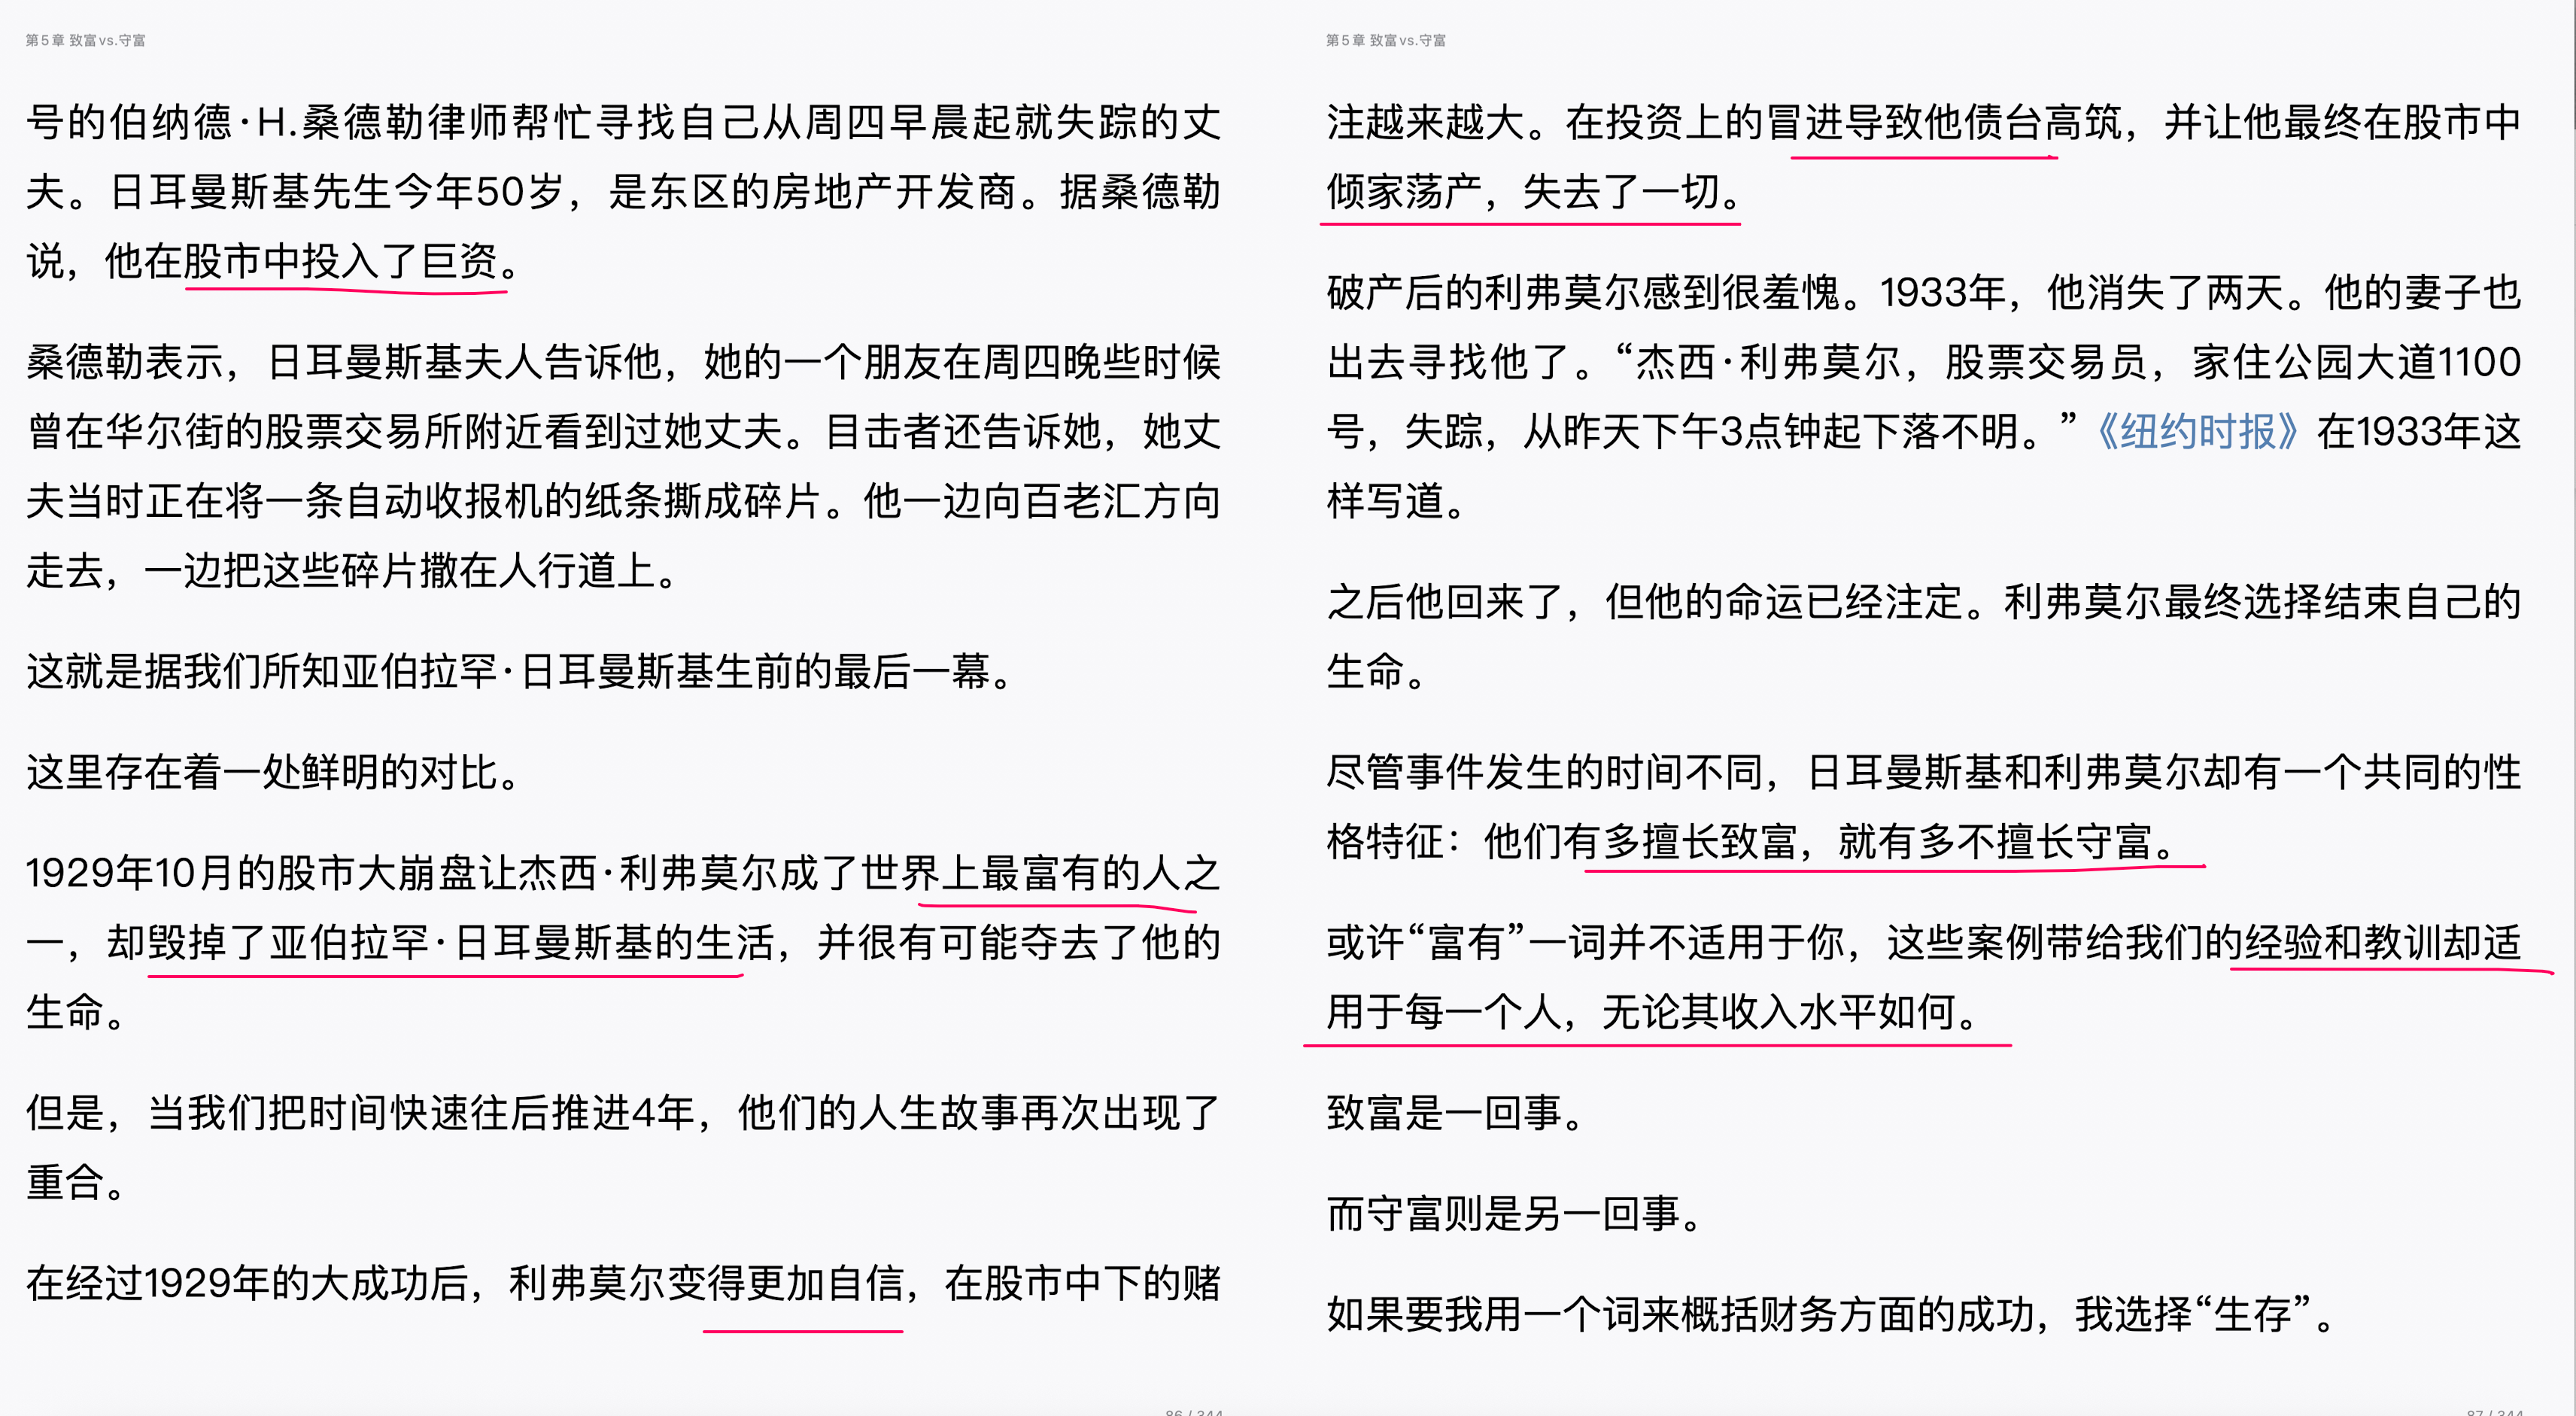 第5章 致富vs.守富
号的伯纳德·H.桑德勒律师帮忙寻找自己从周四早晨起就失踪的丈
夫。日耳曼斯基先生今年50岁，是东区的房地产开发商。据桑德勒
说，他在股市中投入了巨资。
桑德勒表示，日耳曼斯基夫人告诉他，她的一个朋友在周四晚些时候
曾在华尔街的股票交易所附近看到过她丈夫。目击者还告诉她，她丈
夫当时正在将一条自动收报机的纸条撕成碎片。他一边向百老汇方向
走去，一边把这些碎片撒在人行道上。
这就是据我们所知亚伯拉罕·日耳曼斯基生前的最后一幕。
这里存在着一处鲜明的对比。
1929年10月的股市大崩盘让杰西·利弗莫尔成了世界上最富有的人之
一，却毁掉了亚伯拉罕·日耳曼斯基的生活，并很有可能夺去了他的
生命。
但是，当我们把时间快速往后推进4年，他们的人生故事再次出现了
重合。
在经过1929年的大成功后，利弗莫尔变得更加自信，在股市中下的赌
86 / 344
第5章 致富vs.守富
注越来越大。在投资上的冒进导致他债台高筑，并让他最终在股市中
倾家荡产，失去了一切。
破产后的利弗莫尔感到很羞愧。1933年，他消失了两天。他的妻子也
出去寻找他了。“杰西·利弗莫尔，股票交易员，家住公园大道1100
号，失踪，从昨天下午3点钟起下落不明。”《纽约时报》在1933年这
样写道。
之后他回来了，但他的命运已经注定。利弗莫尔最终选择结束自己的
生命。
尽管事件发生的时间不同，日耳曼斯基和利弗莫尔却有一个共同的性
格特征：他们有多擅长致富，就有多不擅长守富。
或许“富有”一词并不适用于你，这些案例带给我们的经验和教训却适
用于每一个人，无论其收入水平如何。
致富是一回事。
而守富则是另一回事。
如果要我用一个词来概括财务方面的成功，我选择“生存”。
87 / 344